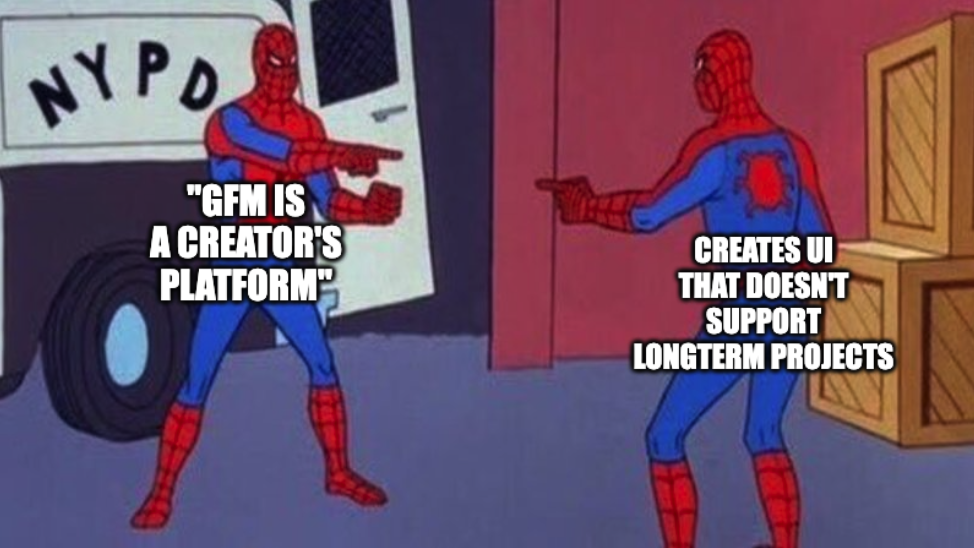 NYPD
"GFM IS
A CREATOR'S
PLATFORM"
CREATES UI
THAT DOESN'T
SUPPORT
LONGTERM PROJECTS